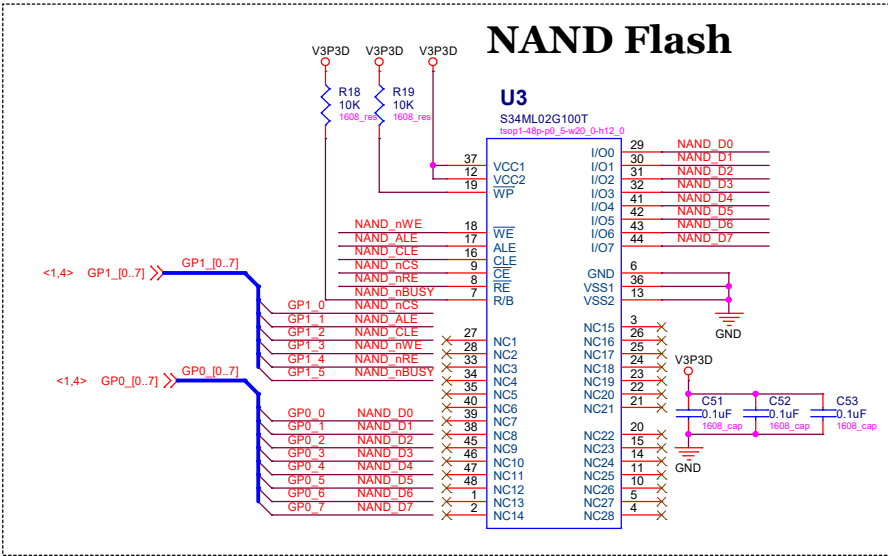 NAND Flash
V3P3D V3P3D V3P3D
R18
10K
1608_res
R19
10K
1608_res
U3
S34ML02G100T
tsop1-48p-p0_5-w20_0-h12_0
37 VCC1
12 VCC2
19 WP
NAND_nWE 18 WE
NAND_ALE 17 ALE
NAND_CLE 16 CLE
NAND_nCS 9 CE
NAND_nRE 8 RE
NAND_nBUSY 7 R/B
I/O0 29 NAND_D0
I/O1 30 NAND_D1
I/O2 31 NAND_D2
I/O3 32 NAND_D3
I/O4 41 NAND_D4
I/O5 42 NAND_D5
I/O6 43 NAND_D6
I/O7 44 NAND_D7
GND 6
VSS1 36
VSS2 13
GND
<1,4> GP1_[0..7] GP1_[0..7]
GP1_0 NAND_nCS
GP1_1 NAND_ALE
GP1_2 NAND_CLE
GP1_3 NAND_nWE
GP1_4 NAND_nRE
GP1_5 NAND_nBUSY
<1,4> GP0_[0..7] GP0_[0..7]
GP0_0 NAND_D0
GP0_1 NAND_D1
GP0_2 NAND_D2
GP0_3 NAND_D3
GP0_4 NAND_D4
GP0_5 NAND_D5
GP0_6 NAND_D6
GP0_7 NAND_D7
27 NC1
28 NC2
33 NC3
34 NC4
35 NC5
40 NC6
39 NC7
38 NC8
45 NC9
46 NC10
47 NC11
48 NC12
1 NC13
2 NC14
NC15 3
NC16 26
NC17 25
NC18 24
NC19 23
NC20 22
NC21 21
NC22 20
NC23 15
NC24 14
NC25 11
NC26 10
NC27 5
NC28 4
V3P3D
C51
0.1uF
1608_cap
C52
0.1uF
1608_cap
C53
0.1uF
1608_cap
GND